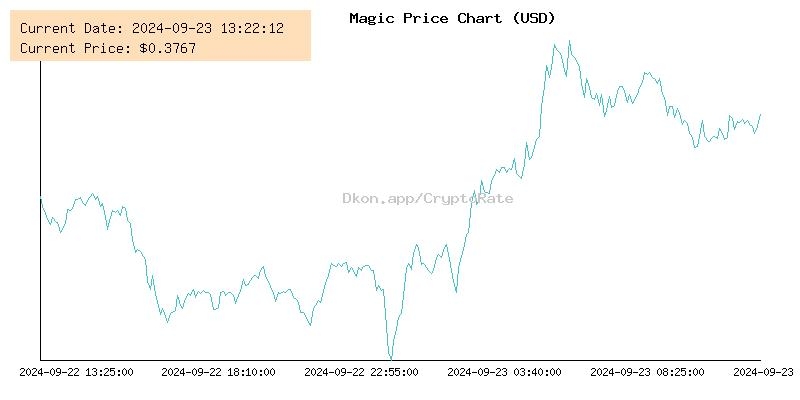 Magic Price Chart (USD)
Current Date: 2024-09-23 13:22:12
Current Price: $0.3767
Dkon.app/CryptoRate
2024-09-22 13:25:00
2024-09-22 18:10:00
2024-09-22 22:55:00
2024-09-23 03:40:00
2024-09-23 08:25:00
2024-09-23